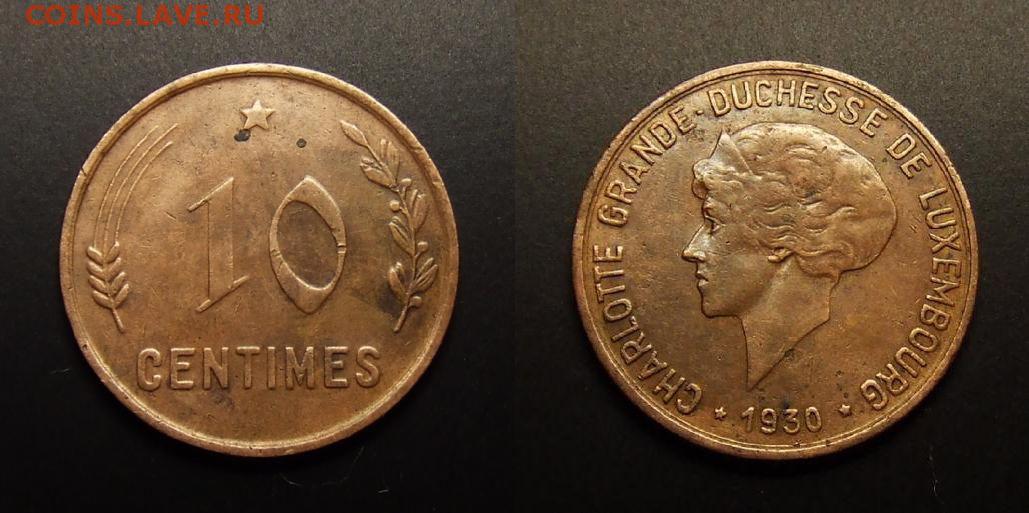 COINS.LAVE.RU
10
CENTIMES
CHARLOTTE GRANDE-DUCHESSE DE LUXEMBOURG
★ 1930 ★